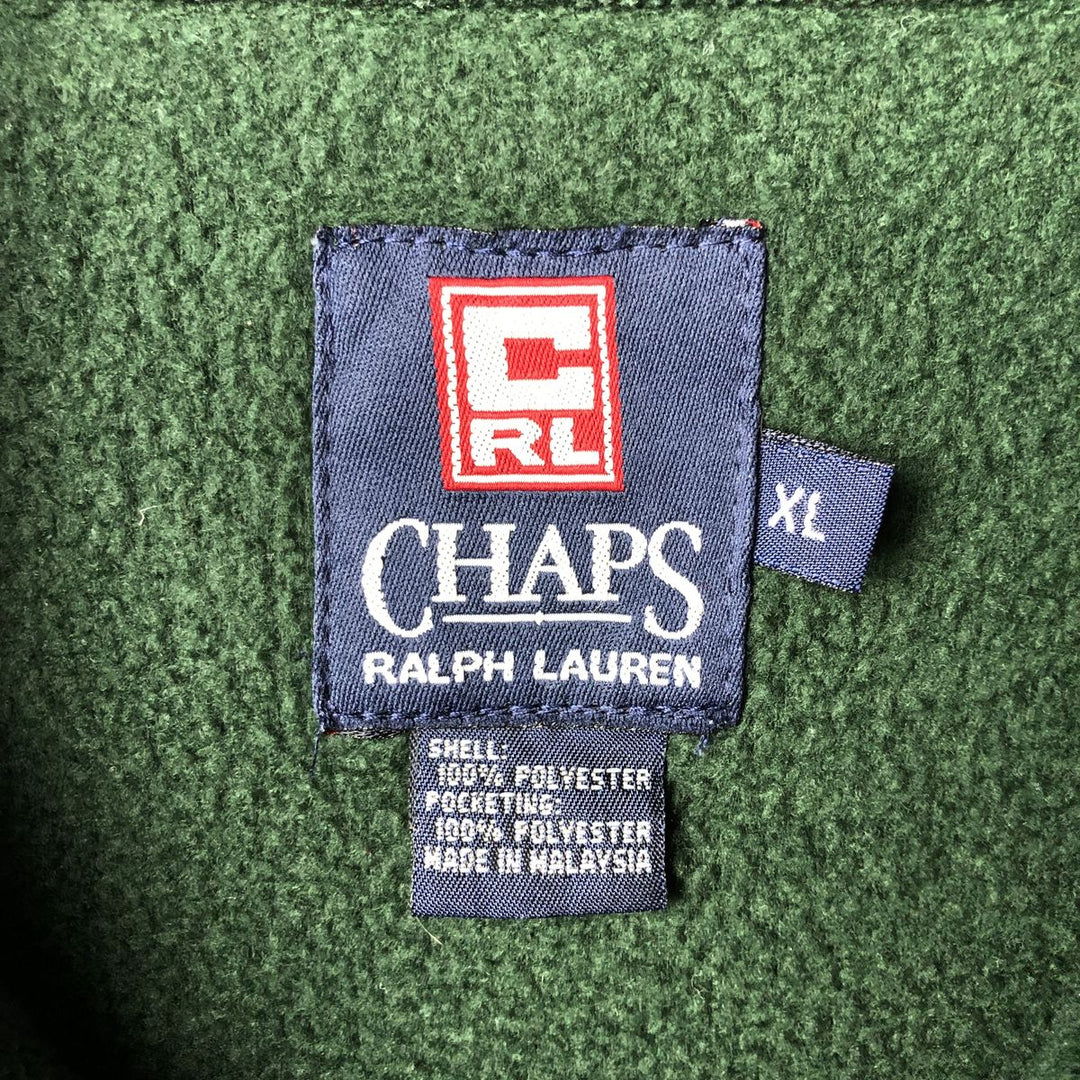 C
RL
CHAPS
RALPH LAUREN
XL
SHELL:
100% POLYESTER
POCKETING:
100% POLYESTER
MADE IN MALAYSIA